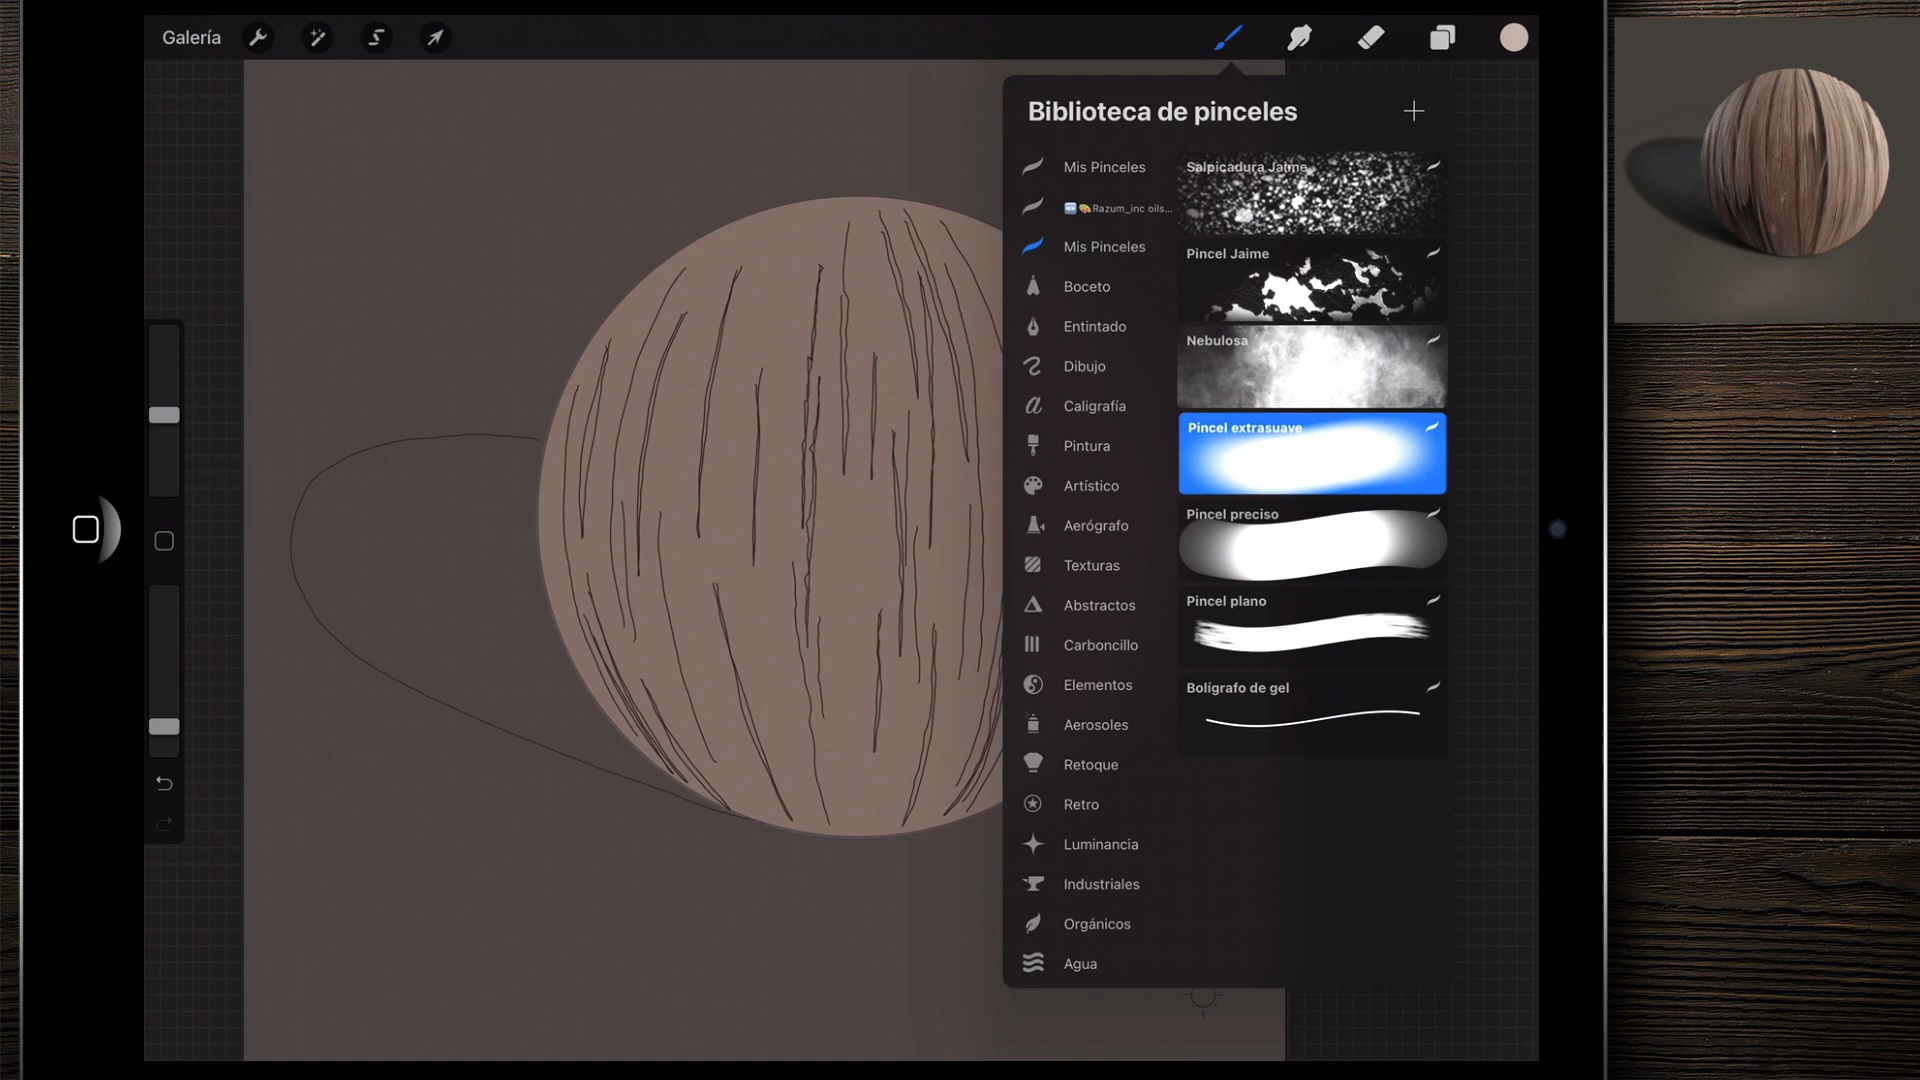 Galería
Biblioteca de pinceles
Mis Pinceles
Razum_inc oils...
Mis Pinceles
Boceto
Entintado
Dibujo
Caligrafía
Pintura
Artístico
Aerógrafo
Texturas
Abstractos
Carboncillo
Elementos
Aerosoles
Retoque
Retro
Luminancia
Industriales
Orgánicos
Agua
Salpicadura Jaime
Pincel Jaime
Nebulosa
Pincel extrasuave
Pincel preciso
Pincel plano
Bolígrafo de gel